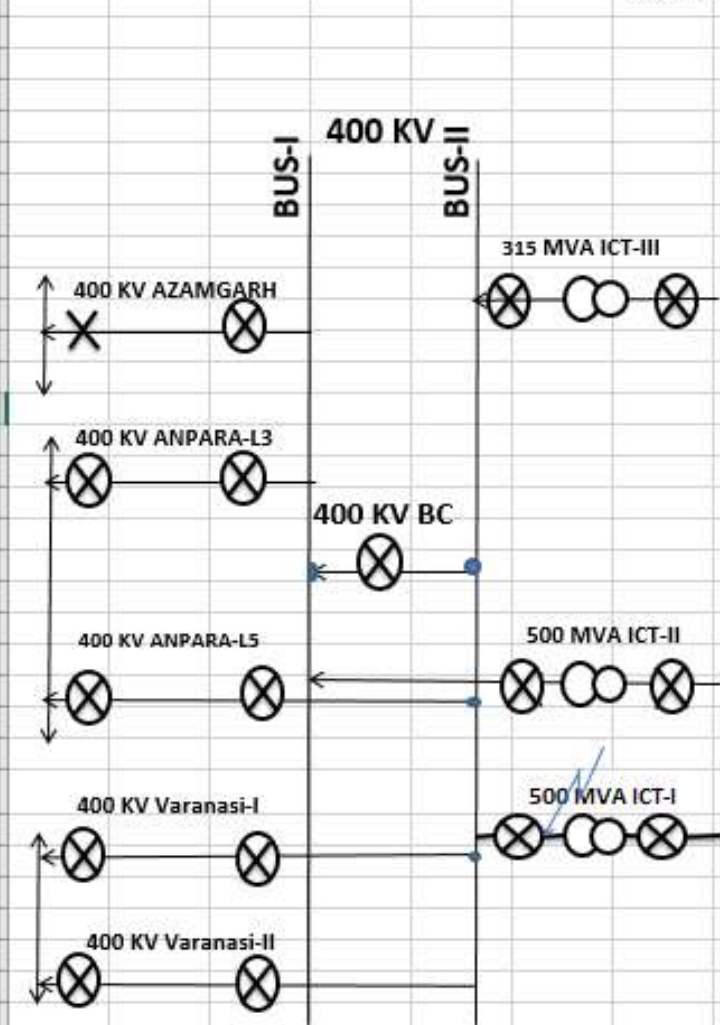 400 KV
BUS-I
BUS-II
315 MVA ICT-III
400 KV AZAMGARH
400 KV ANPARA-L3
400 KV BC
400 KV ANPARA-L5
500 MVA ICT-II
500 MVA ICT-I
400 KV Varanasi-I
400 KV Varanasi-II